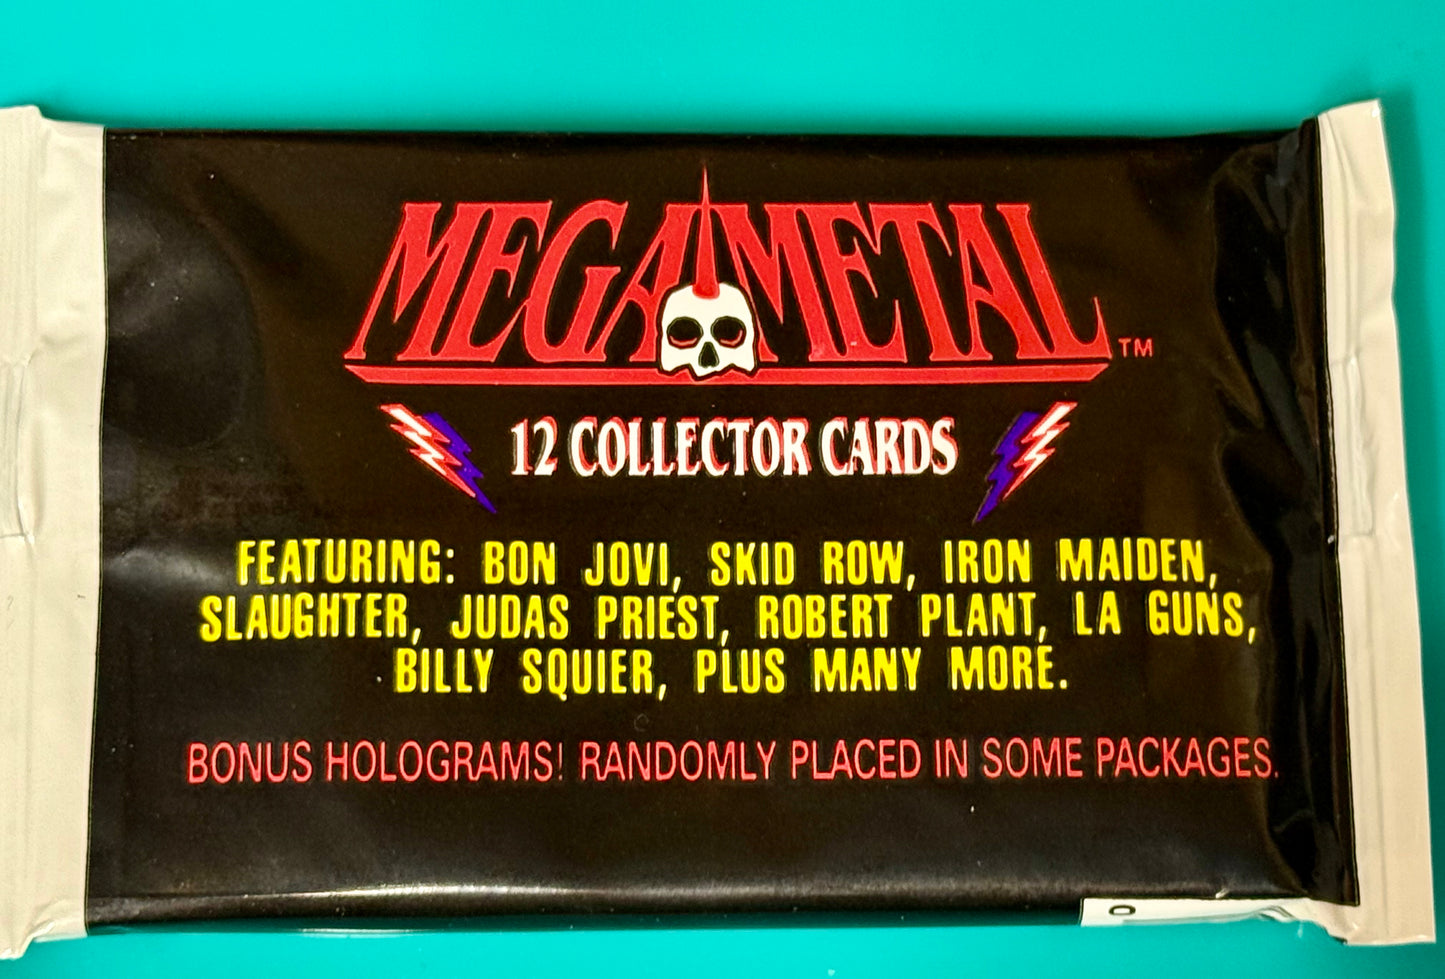 MEGAMETAL™
12 COLLECTOR CARDS
FEATURING: BON JOVI, SKID ROW, IRON MAIDEN,
SLAUGHTER, JUDAS PRIEST, ROBERT PLANT, LA GUNS,
BILLY SQUIER, PLUS MANY MORE.
BONUS HOLOGRAMS! RANDOMLY PLACED IN SOME PACKAGES.
0